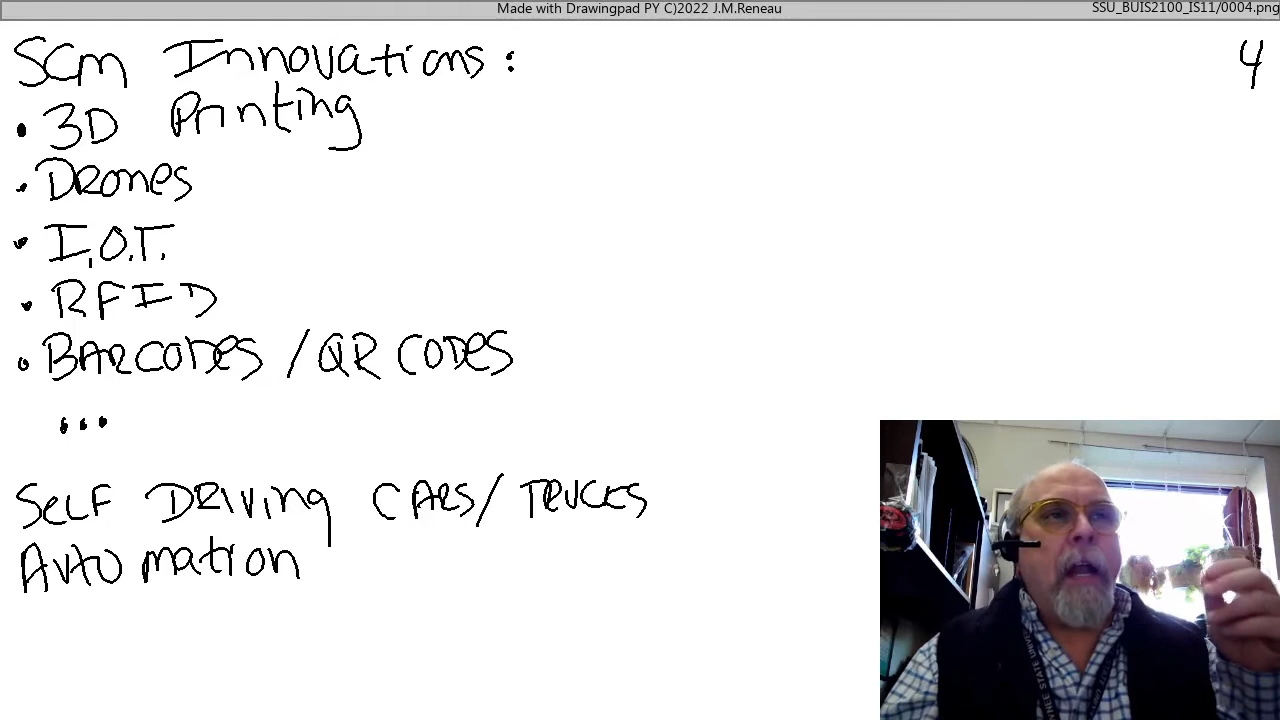 Made with Drawingpad PY C)2022 J.M.Reneau
SSU_BUIS2100_IS11/0004.png
SCM Innovations:
4
• 3D Printing
• DRONES
• I.O.T.
• RFID
• BARCODES / QR CODES
...
SELF DRIVING CARS/ TRUCKS
AUTOMATION
STATE